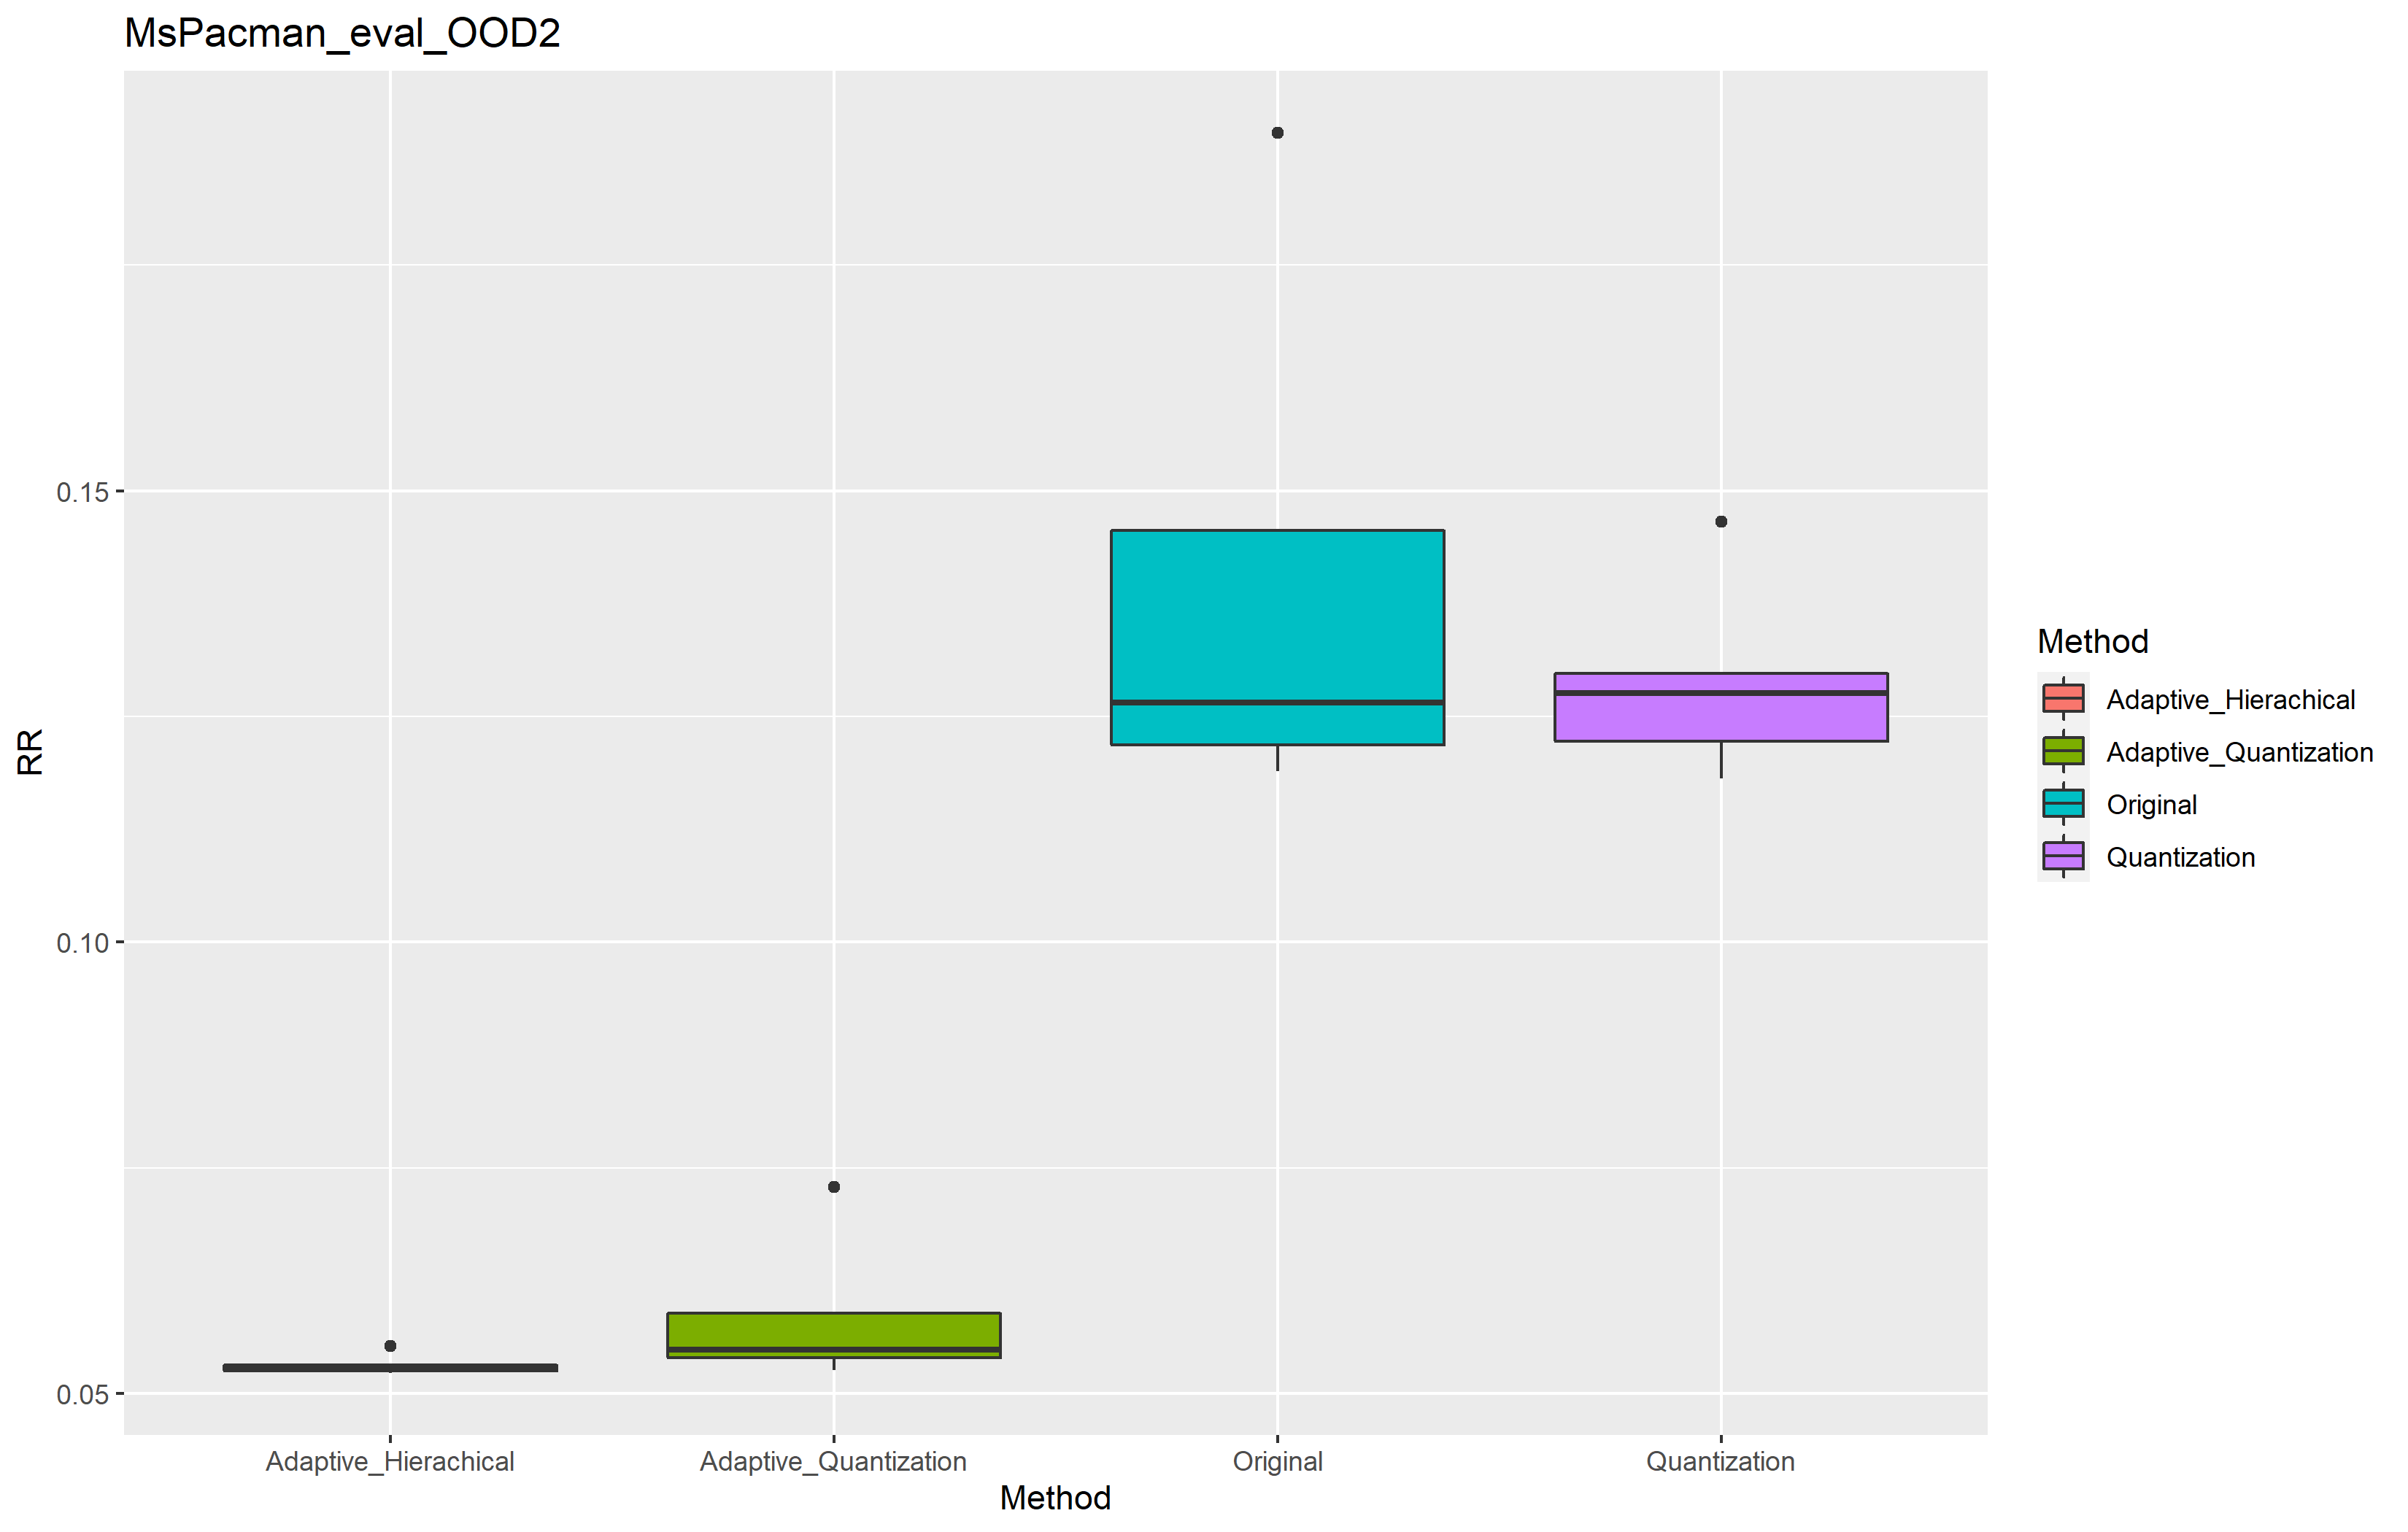 MsPacman_eval_OOD2
RR
0.15
0.10
0.05
Adaptive_Hierachical
Adaptive_Quantization
Original
Quantization
Method
Method
Adaptive_Hierachical
Adaptive_Quantization
Original
Quantization